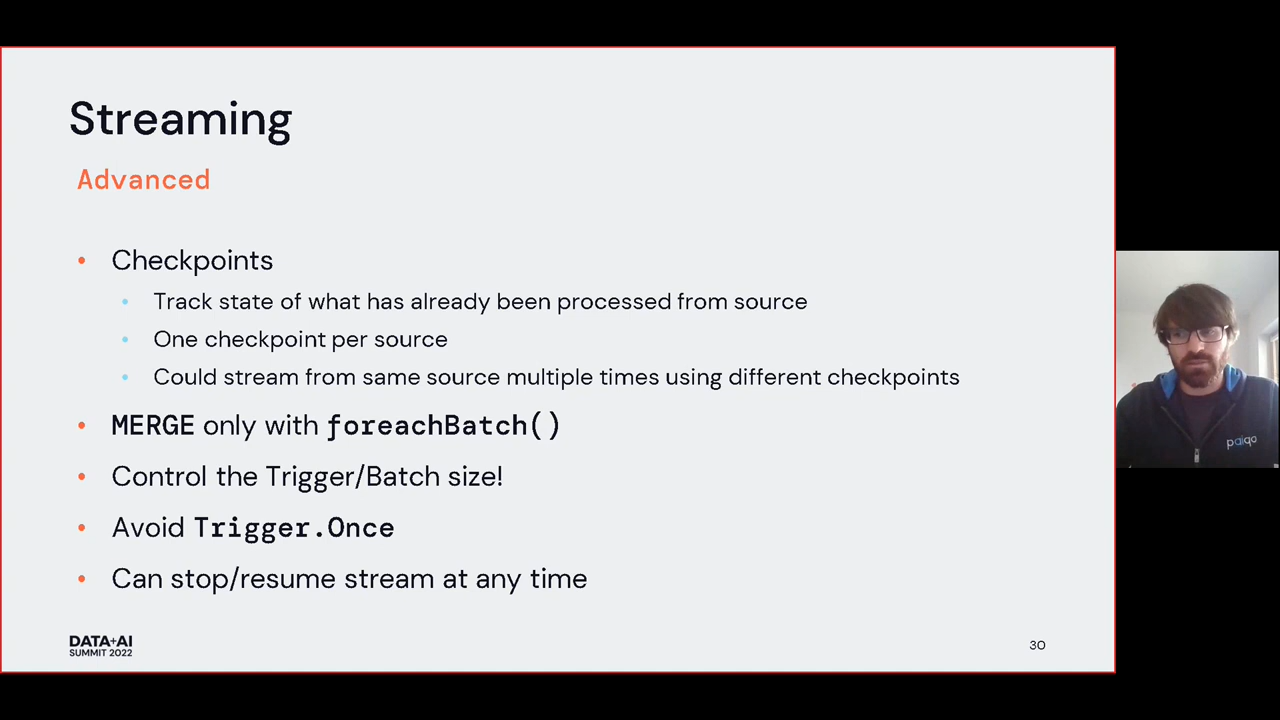 Streaming
Advanced
• Checkpoints
• Track state of what has already been processed from source
• One checkpoint per source
• Could stream from same source multiple times using different checkpoints
• MERGE only with foreachBatch()
• Control the Trigger/Batch size!
• Avoid Trigger.Once
• Can stop/resume stream at any time
DATA+AI
SUMMIT 2022
30
paiqo